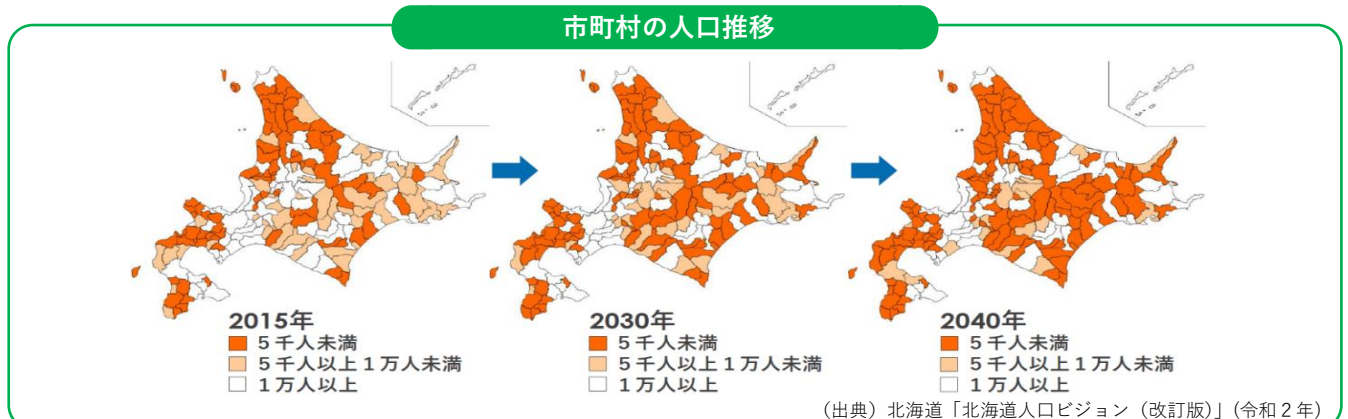 市町村の人口推移
2015年
５千人未満
５千人以上１万人未満
１万人以上
2030年
５千人未満
５千人以上１万人未満
１万人以上
2040年
５千人未満
５千人以上１万人未満
１万人以上
（出典）北海道「北海道人口ビジョン（改訂版）」（令和２年）